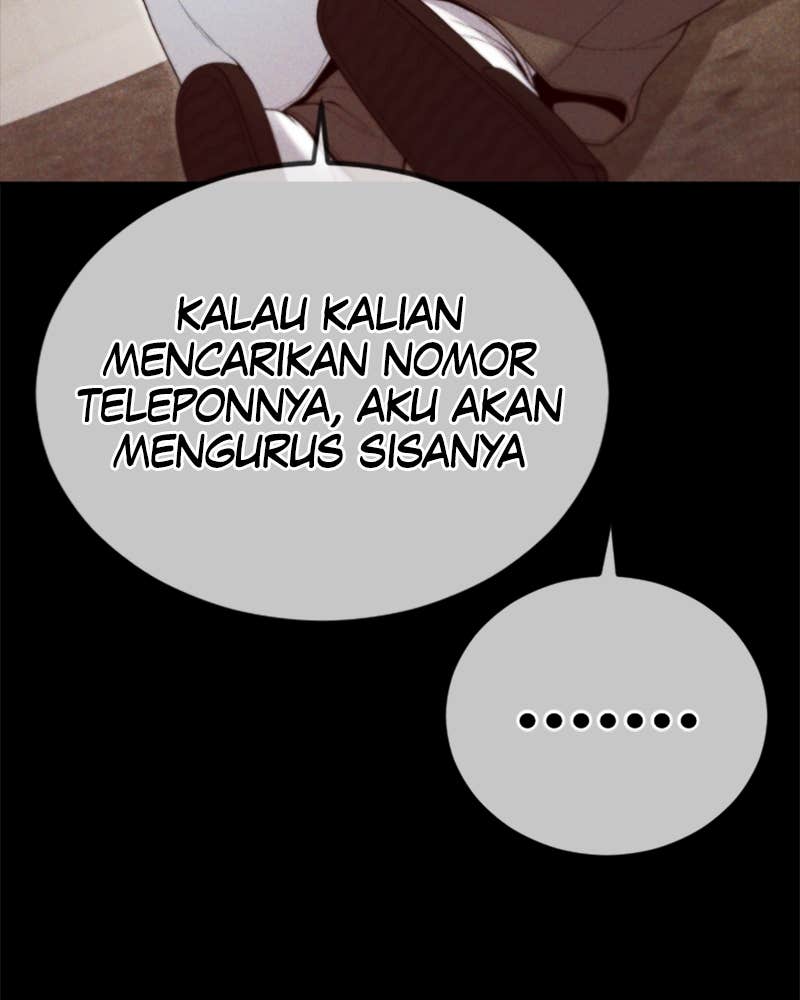 KALAU KALIAN
MENCARIKAN NOMOR
TELEPONNYA, AKU AKAN
MENGURUS SISANYA
.......